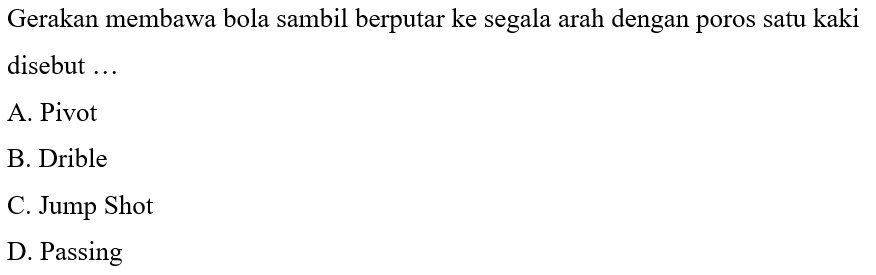 Gerakan membawa bola sambil berputar ke segala arah dengan poros satu kaki
disebut …
A. Pivot
B. Drible
C. Jump Shot
D. Passing